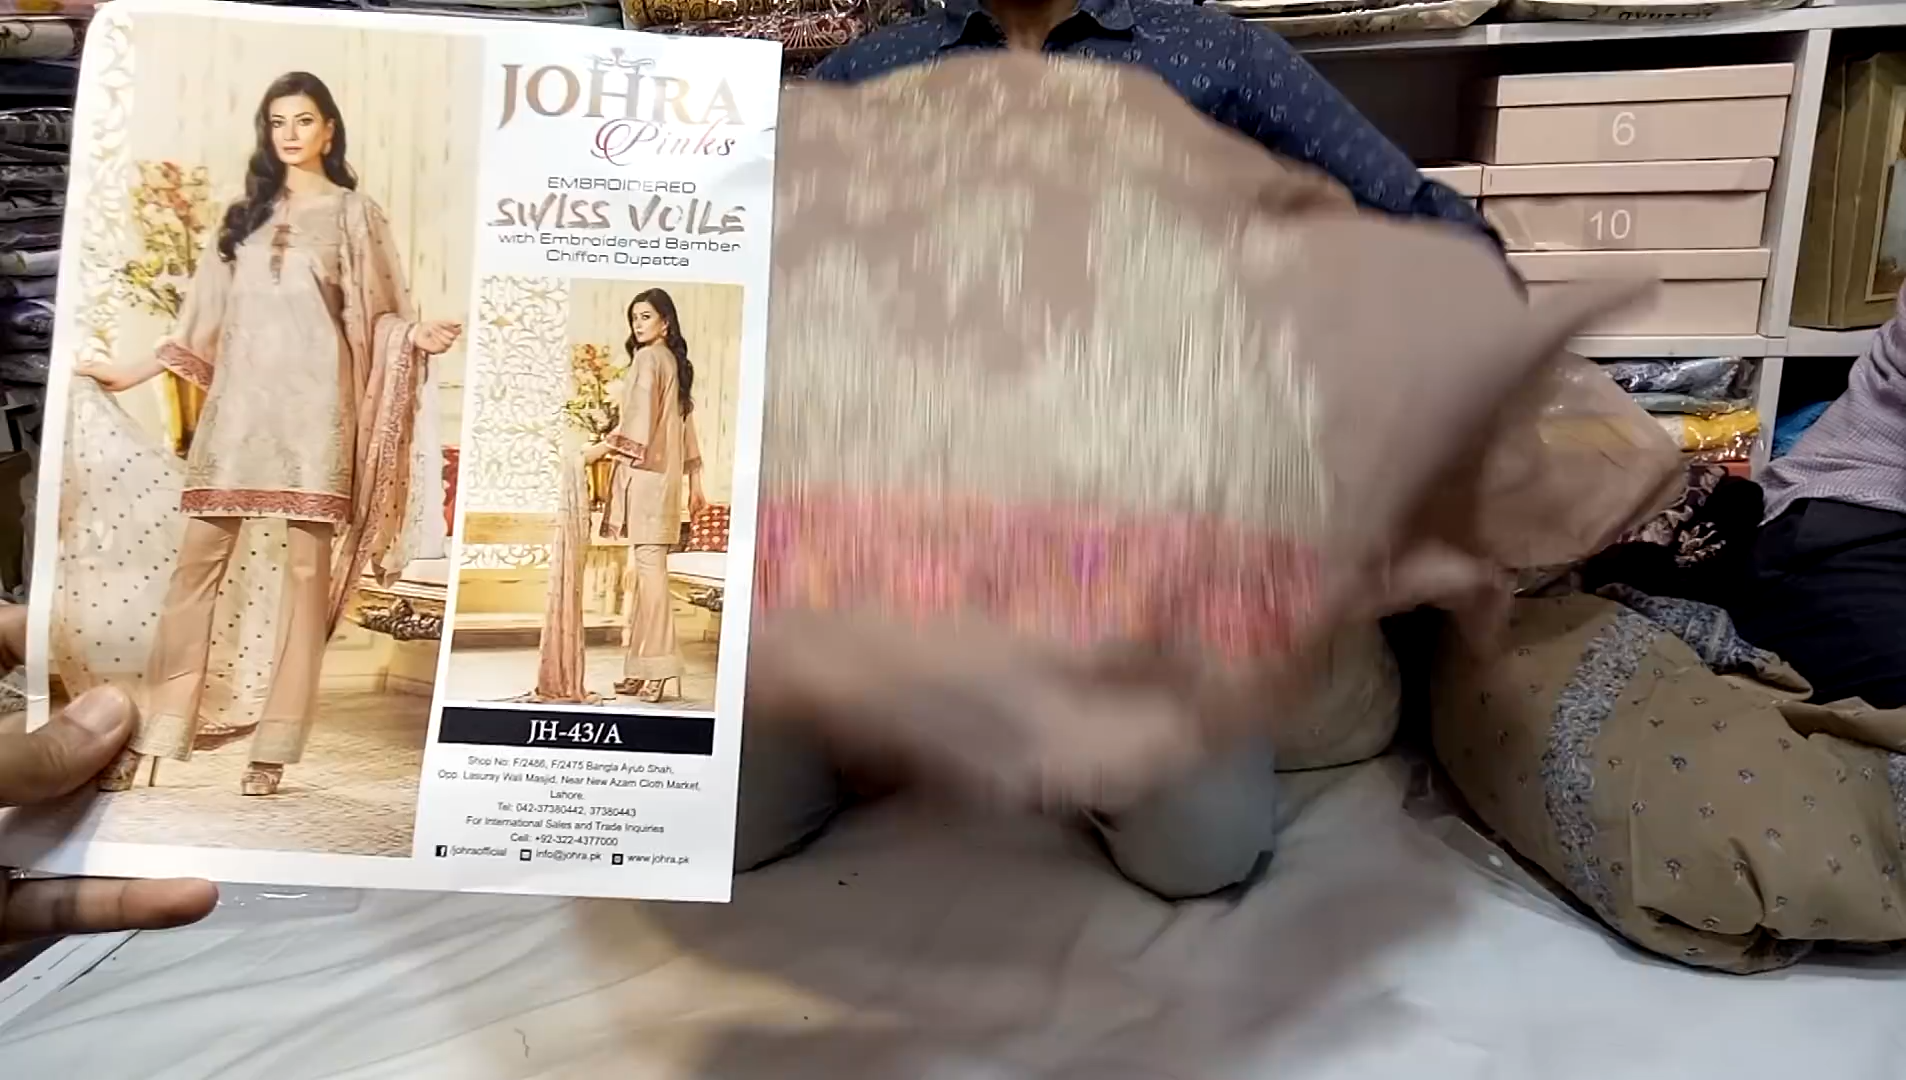 JOHRA
Pinks
EMBROIDERED
SWISS VOILE
with Embroidered Bamber
Chiffon Dupatta
JH-43/A
Shop No: F/2486, F/2475 Bangla Ayub Shah,
Opp. Lasuray Wali Masjid, Near New Azam Cloth Market,
Lahore.
Tel: 042-37380442, 37380443
For International Sales and Trade Inquiries
Cell: +92-322-4377000
/johraofficial info@johra.pk www.johra.pk
6
10